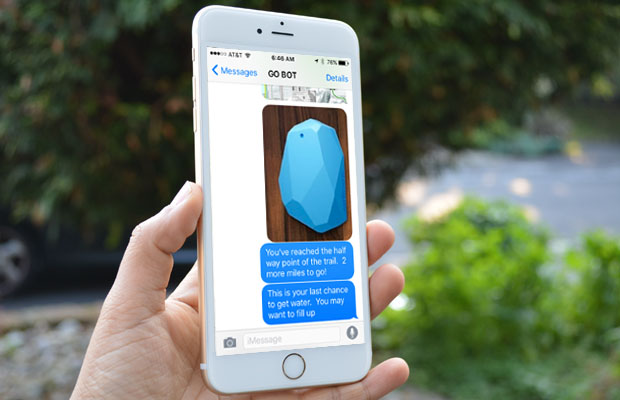 AT&T 6:46 AM 76%
Messages GO BOT Details
You've reached the half
way point of the trail. 2
more miles to go!
This is your last chance
to get water. You may
want to fill up
iMessage